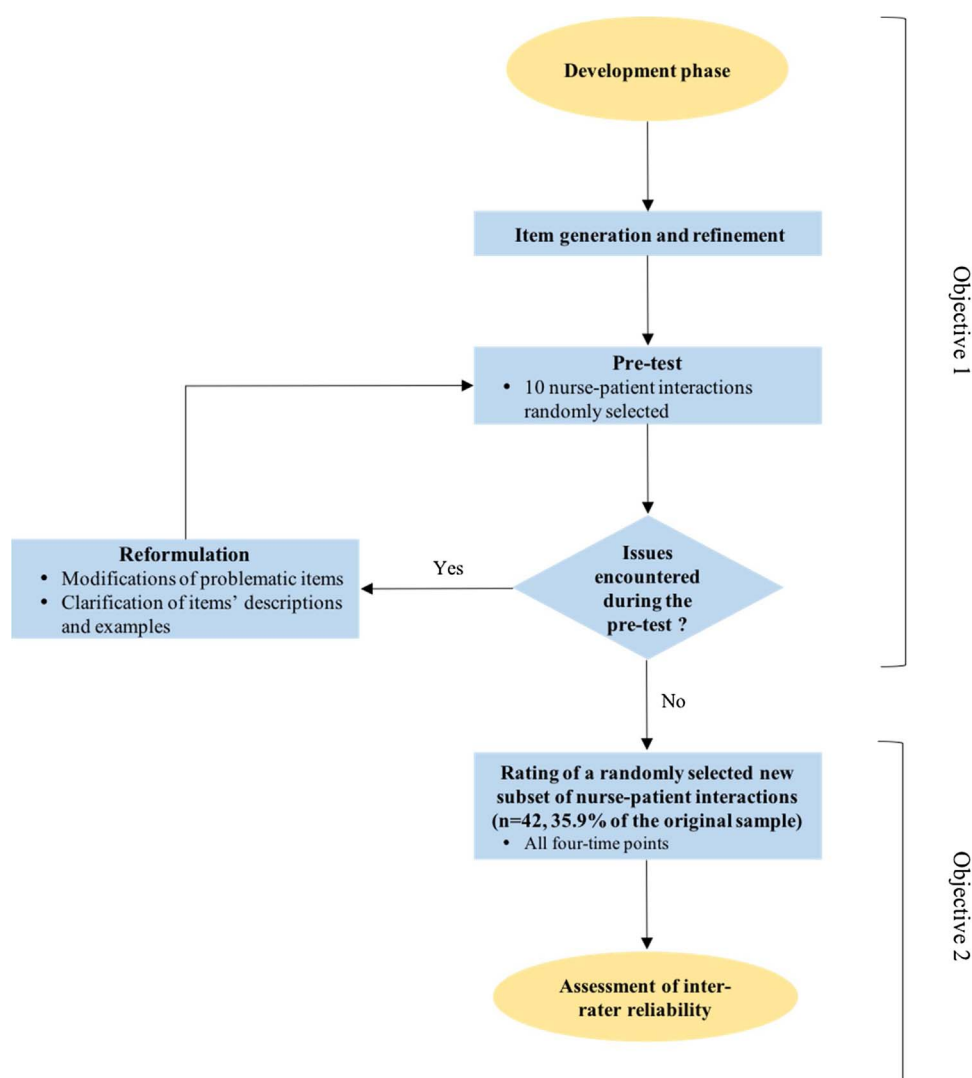 Development phase
Item generation and refinement
Objective 1
Pre-test
• 10 nurse-patient interactions
randomly selected
Reformulation
• Modifications of problematic items
• Clarification of items’ descriptions
and examples
Yes
Issues
encountered
during the
pre-test ?
No
Rating of a randomly selected new
subset of nurse-patient interactions
(n=42, 35.9% of the original sample)
• All four-time points
Objective 2
Assessment of inter-
rater reliability